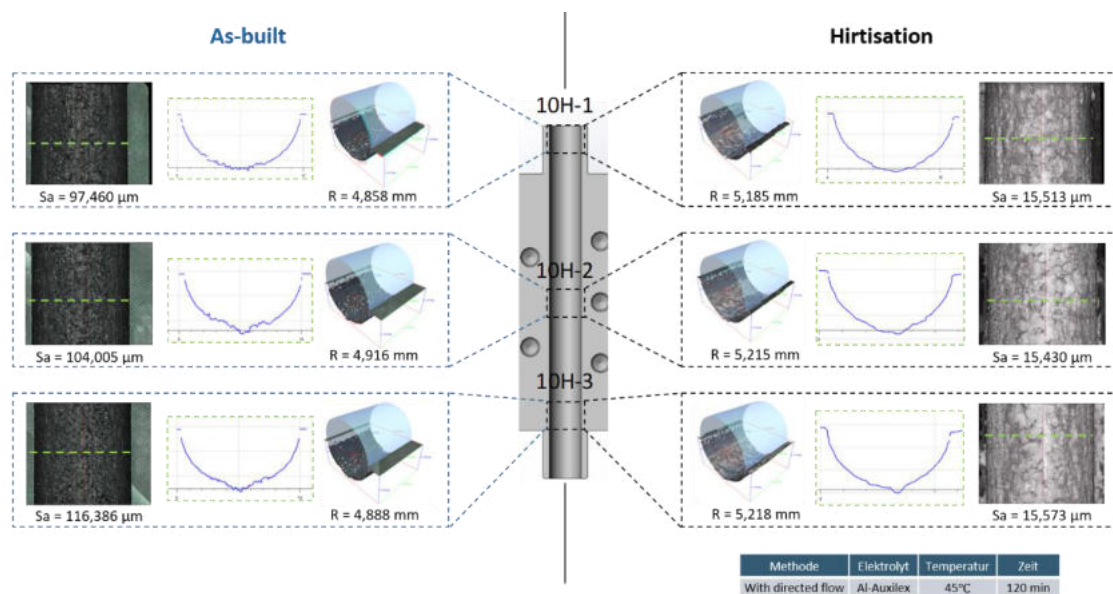 As-built
Hirtisation
10H-1
Sa = 97,460 µm
R = 4,858 mm
R = 5,185 mm
Sa = 15,513 µm
10H-2
Sa = 104,005 µm
R = 4,916 mm
R = 5,215 mm
Sa = 15,430 µm
10H-3
Sa = 116,386 µm
R = 4,888 mm
R = 5,218 mm
Sa = 15,573 µm
Methode Elektrolyt Temperatur Zeit
With directed flow Al-Auxilex 45°C 120 min